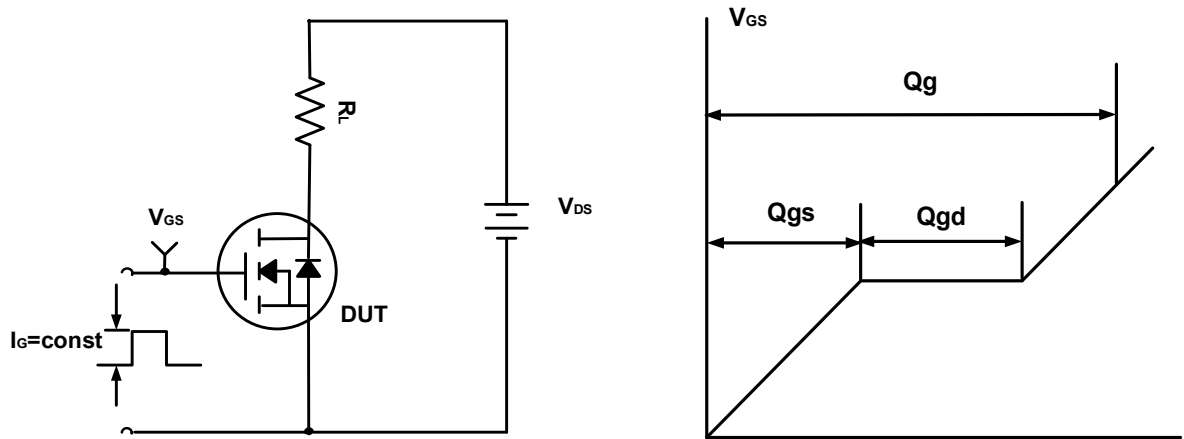 RL
VDS
VGS
DUT
IG=const
VGS
Qg
Qgs
Qgd